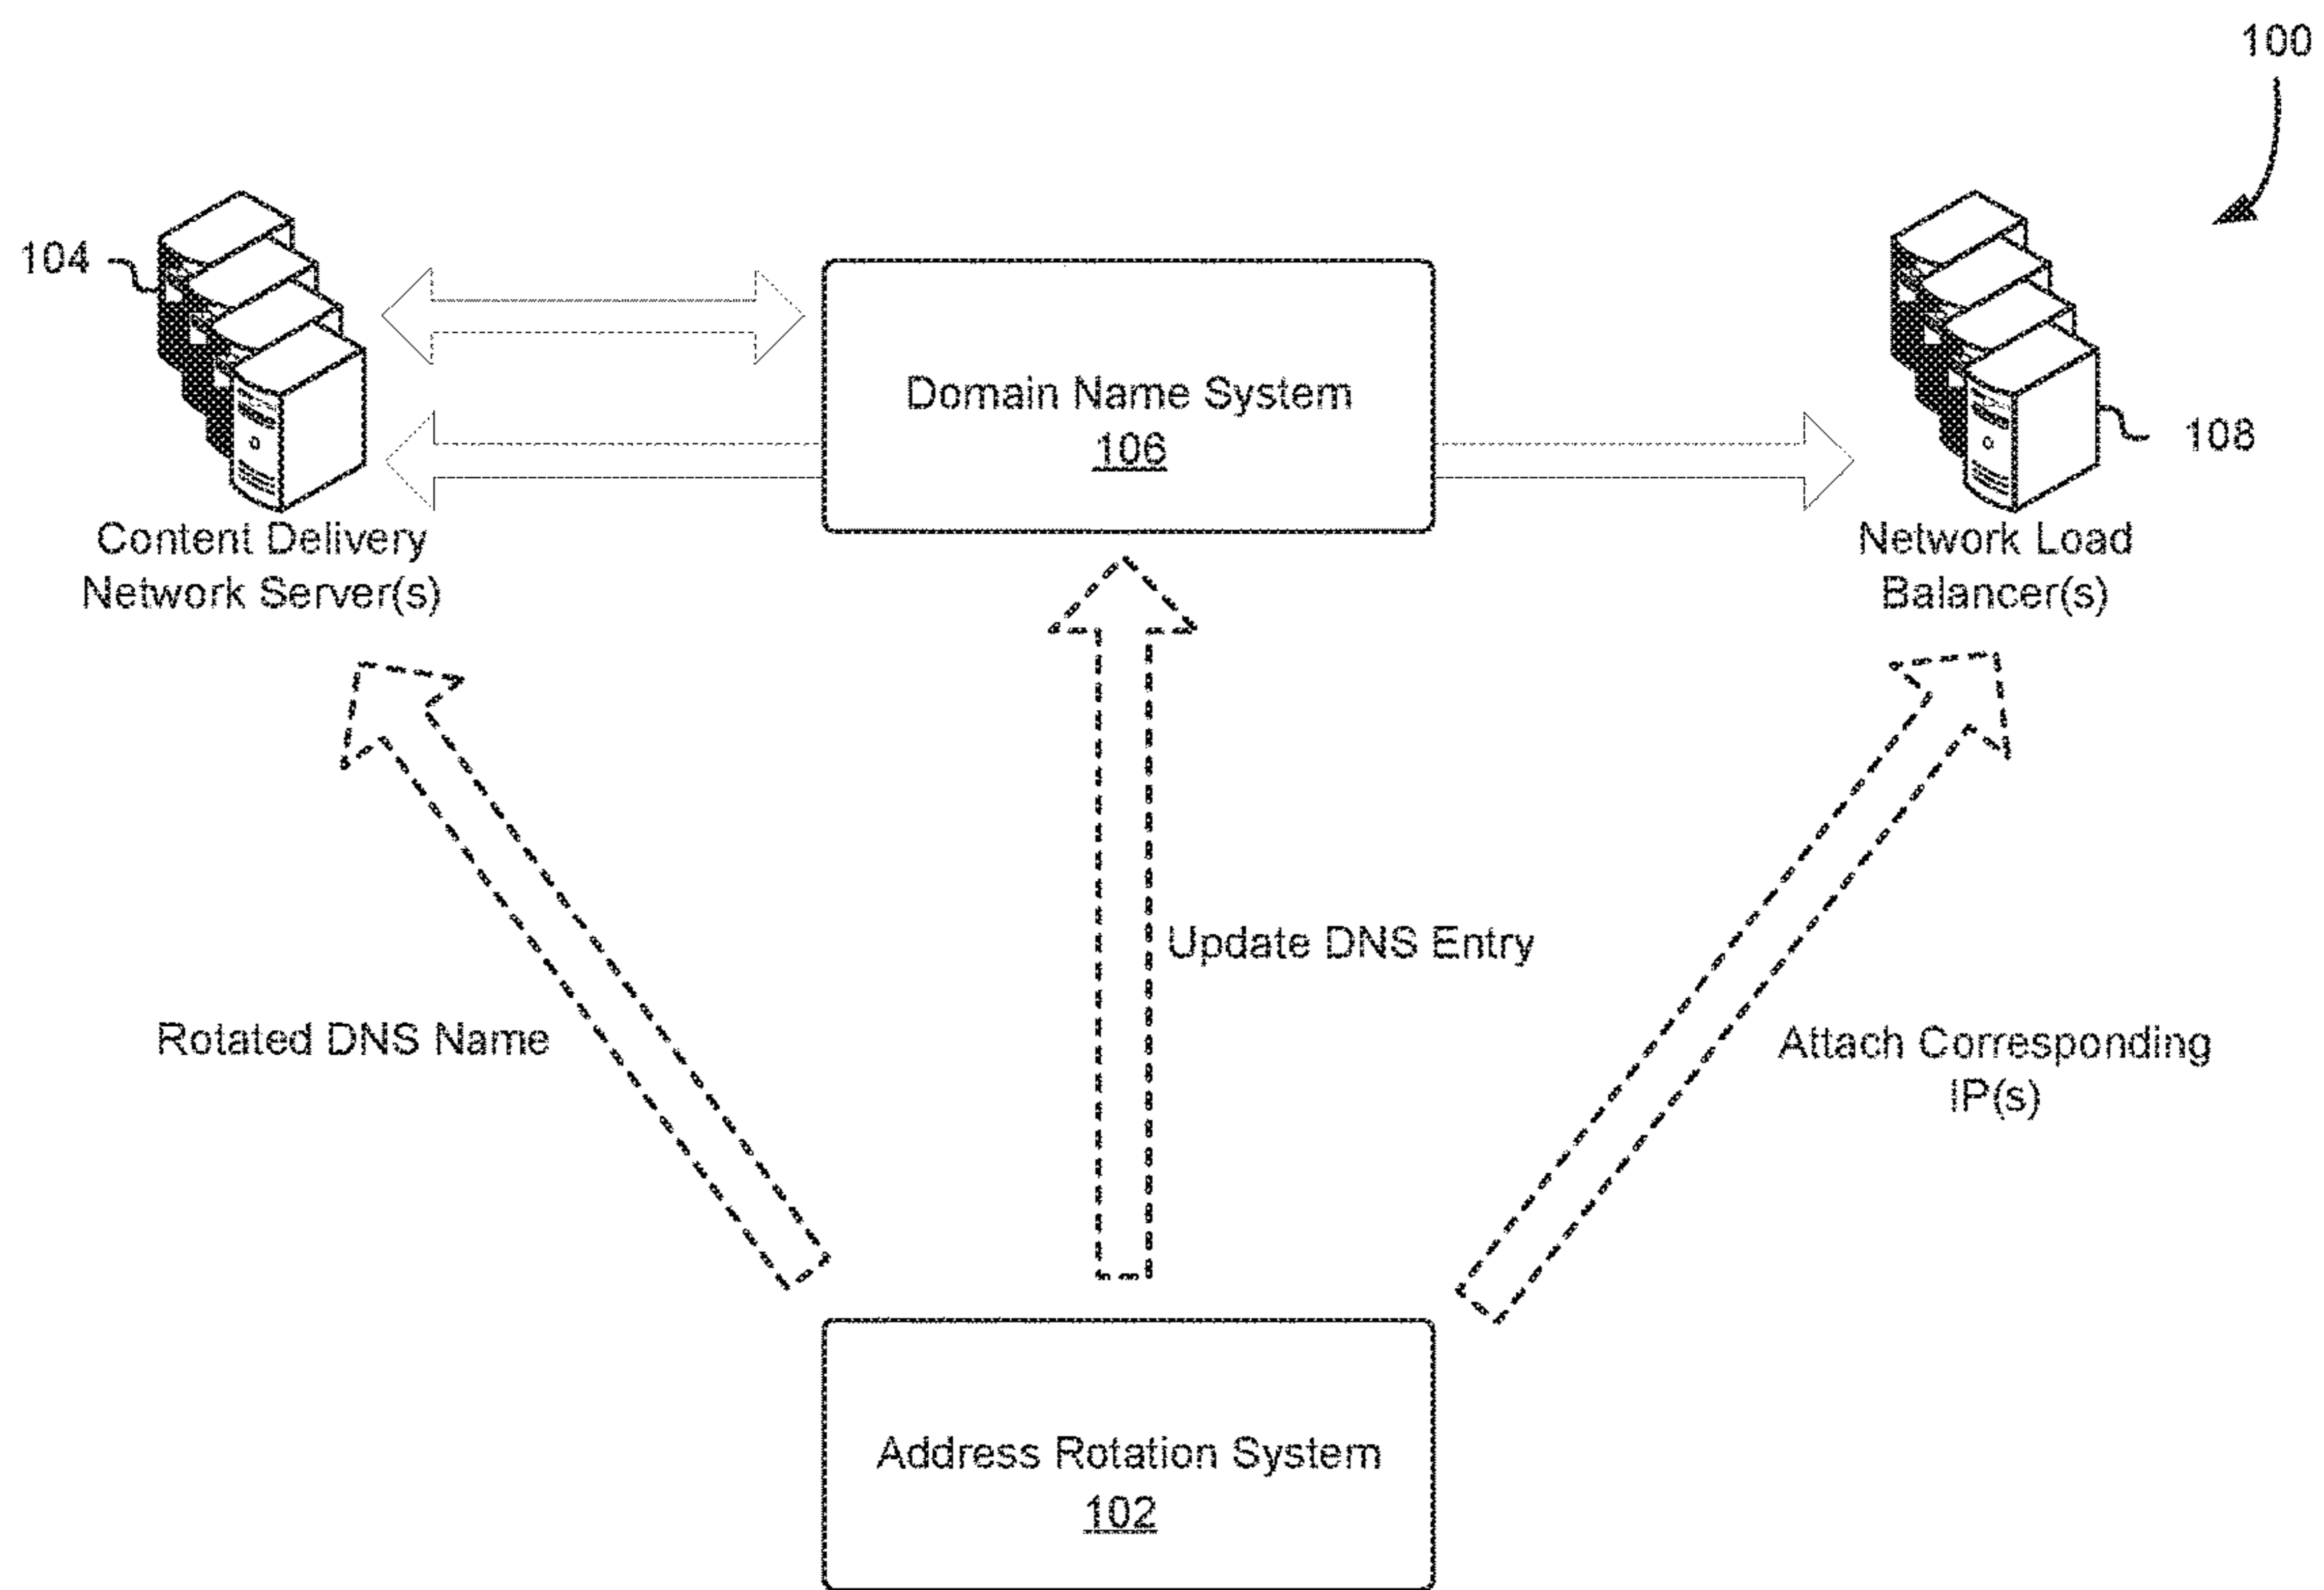 100
104
Domain Name System
106
108
Content Delivery
Network Server(s)
Network Load
Balancer(s)
Update DNS Entry
Rotated DNS Name
Attach Corresponding
IP(s)
Address Rotation System
102